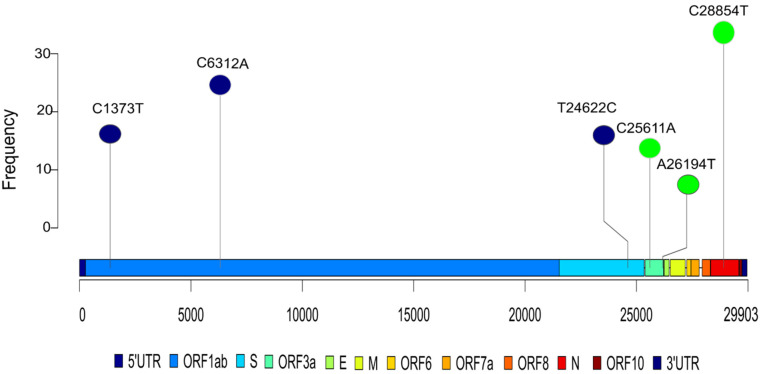 C28854T
C6312A
C1373T
T24622C
C25611A
A26194T
Frequency
30
20
10
0
0 5000 10000 15000 20000 25000 29903
5'UTR ORF1ab S ORF3a E M ORF6 ORF7a ORF8 N ORF10 3'UTR